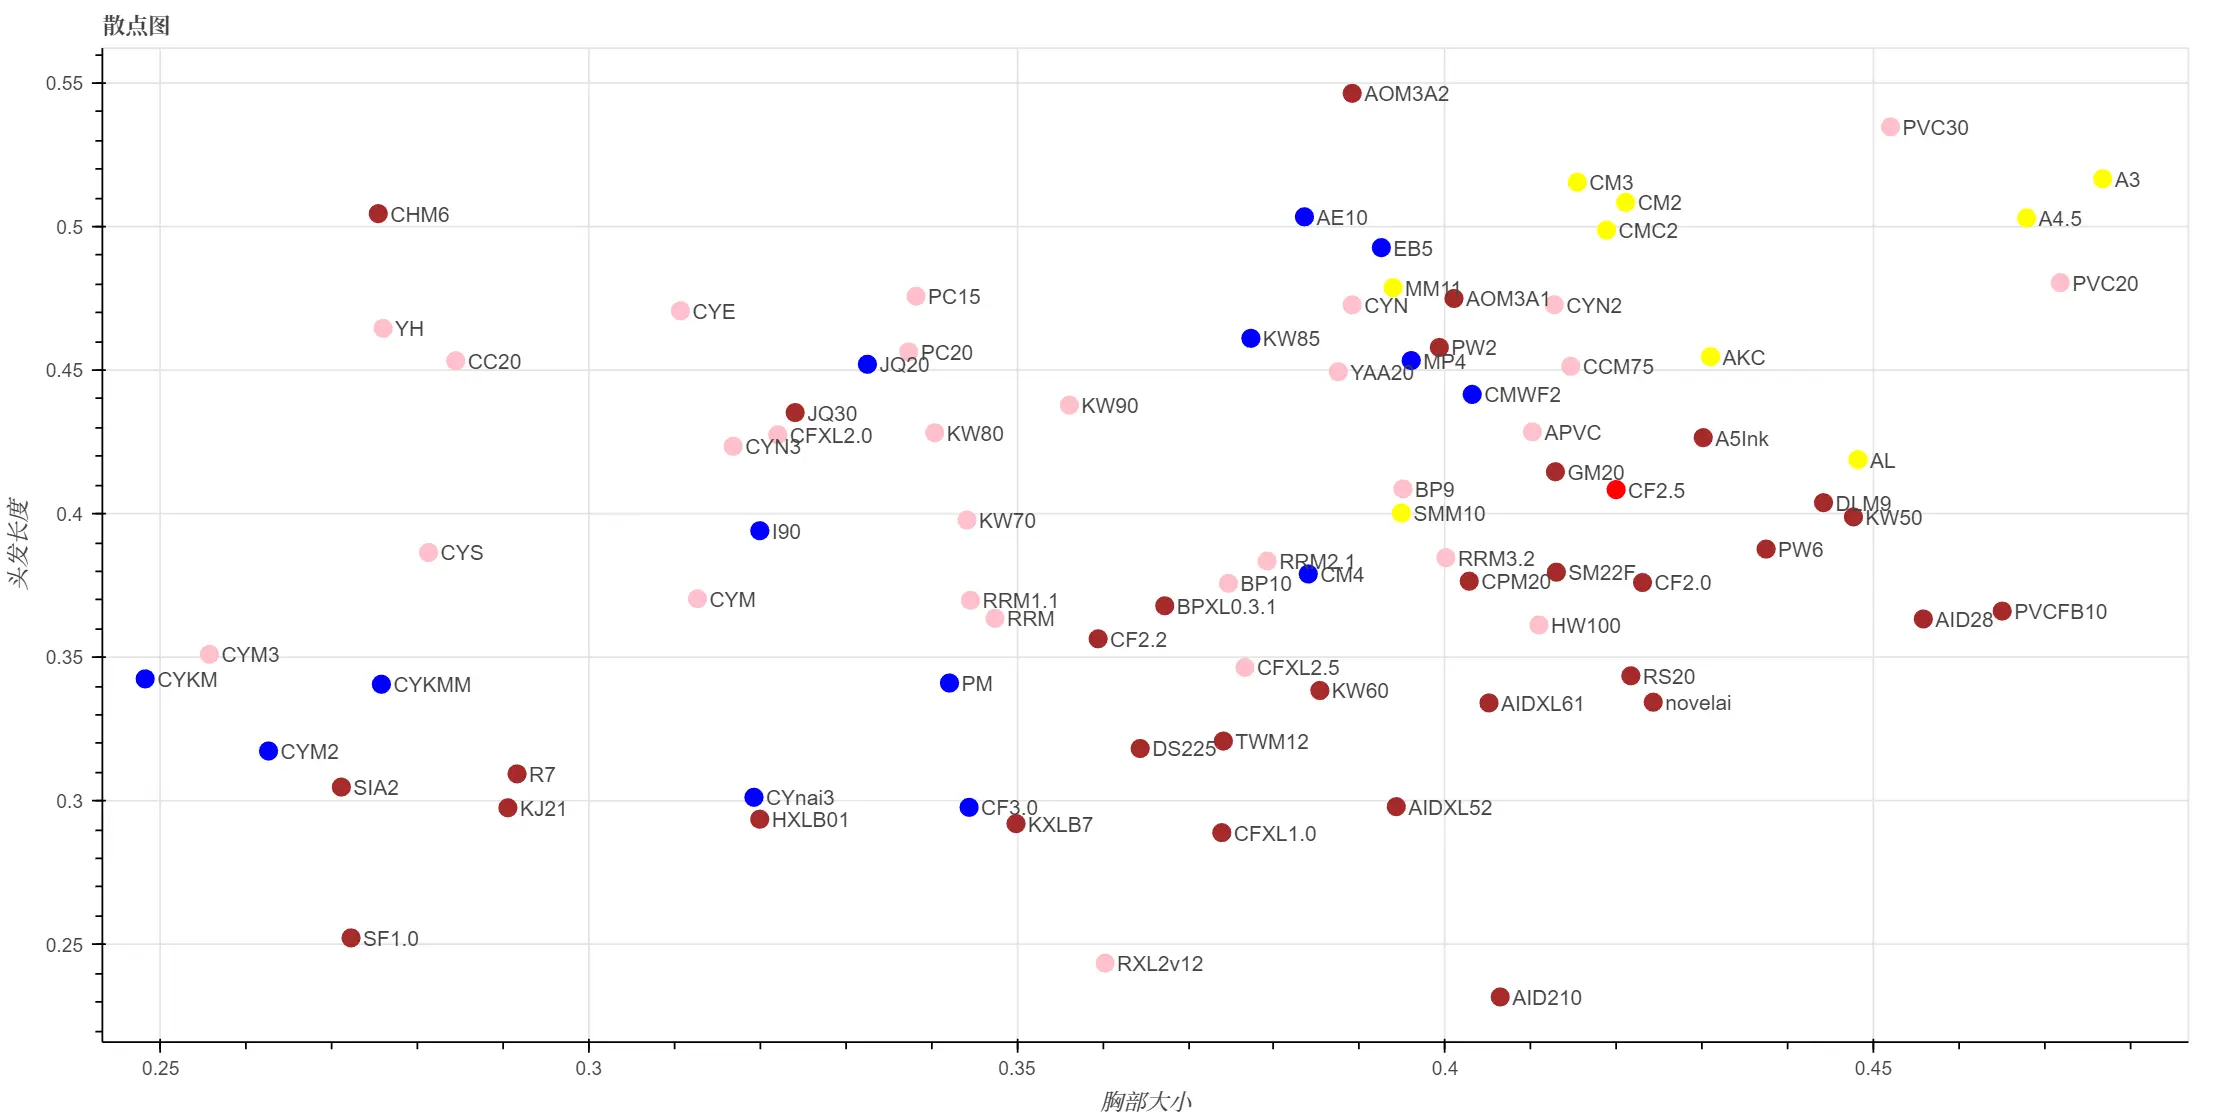 散点图
0.55
0.5
0.45
0.4
0.35
0.3
0.25
头发长度
AOM3A2
PVC30
A3
CM3
CM2
CHM6
AE10
A4.5
CMC2
EB5
PVC20
MM11
PC15
AOM3A1
CYN
CYN2
CYE
YH
KW85
PW2
PC20
AKC
MP4
CC20
JQ20
CCM75
YAA20
CMWF2
KW90
JQ30
APVC
KW80
CFXL2.0
A5Ink
CYN3
AL
GM20
BP9
CF2.5
DLM9
SMM10
KW50
KW70
I90
PW6
CYS
RRM3.2
RRM2.1
SM22F
CM4
CPM20
CF2.0
BP10
CYM
RRM1.1
BPXL0.3.1
PVCFB10
RRM
AID28
HW100
CF2.2
CYM3
CFXL2.5
RS20
CYKM
PM
CYKMM
KW60
novelai
AIDXL61
TWM12
DS225
CYM2
R7
SIA2
CYnai3
AIDXL52
CF3.0
KJ21
HXLB01
KXLB7
CFXL1.0
SF1.0
RXL2v12
AID210
0.25
0.3
0.35
0.4
0.45
胸部大小